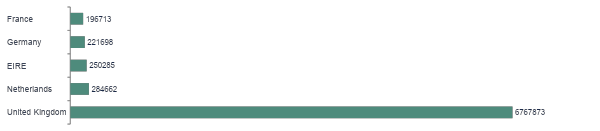 France 196713
Germany 221698
EIRE 250285
Netherlands 284662
United Kingdom 6767873